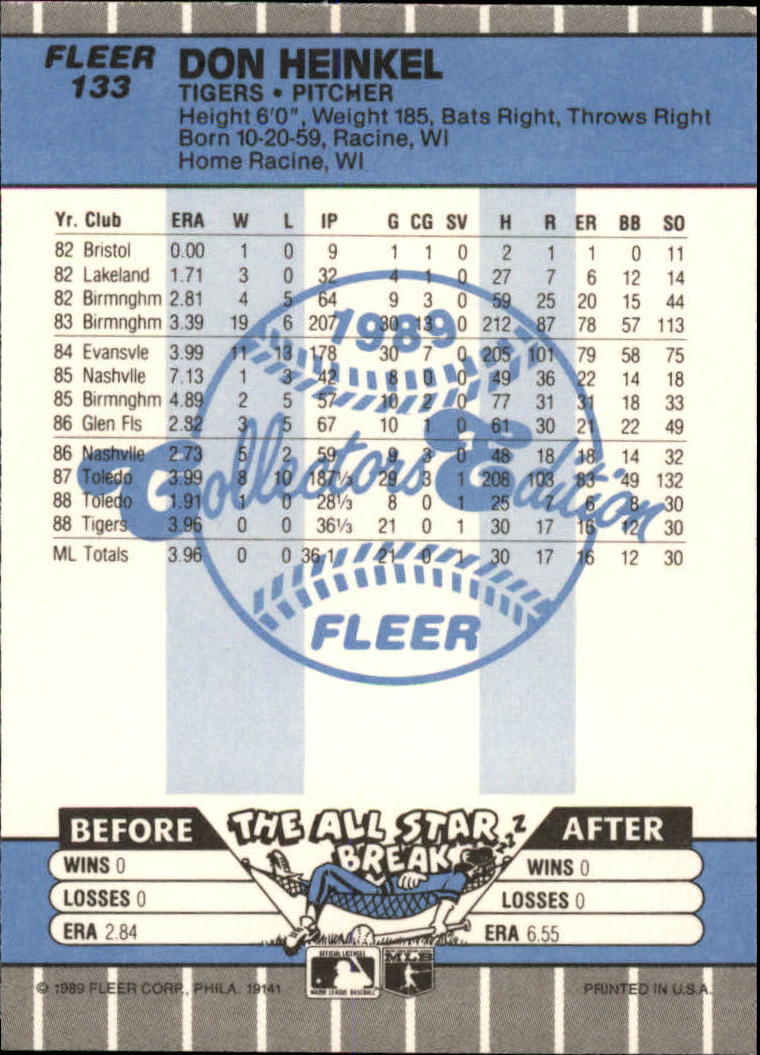 FLEER
133
DON HEINKEL
TIGERS • PITCHER
Height 6'0", Weight 185, Bats Right, Throws Right
Born 10-20-59, Racine, WI
Home Racine, WI
Yr. Club ERA W L IP G CG SV H R ER BB SO
82 Bristol 0.00 1 0 9 1 1 0 2 1 1 0 11
82 Lakeland 1.71 3 0 32 4 1 0 27 7 6 12 14
82 Birmnghm 2.81 4 5 64 9 3 0 59 25 20 15 44
83 Birmnghm 3.39 19 6 207 30 13 0 212 87 78 57 113
84 Evansvle 3.99 11 13 178 30 7 0 205 101 79 58 75
85 Nashvlle 7.13 1 3 42 8 0 0 49 36 22 14 18
85 Birmnghm 4.89 2 5 57 10 2 0 77 31 31 18 33
86 Glen Fls 2.82 3 5 67 10 1 0 61 30 21 22 49
86 Nashvlle 2.73 5 2 59 9 3 0 48 18 18 14 32
87 Toledo 3.99 8 10 187⅓ 29 3 1 208 103 83 49 132
88 Toledo 1.91 1 0 28⅓ 8 0 1 25 7 6 8 30
88 Tigers 3.96 0 0 36⅓ 21 0 1 30 17 16 12 30
ML Totals 3.96 0 0 36.1 21 0 1 30 17 16 12 30
1989
Collectors Edition
FLEER
BEFORE
THE ALL STAR BREAK
ZZZ
AFTER
WINS 0
WINS 0
LOSSES 0
LOSSES 0
ERA 2.84
ERA 6.55
OFFICIAL LICENSEE
MAJOR LEAGUE BASEBALL
MLB
© 1989 FLEER CORP., PHILA. 19141
PRINTED IN U.S.A.